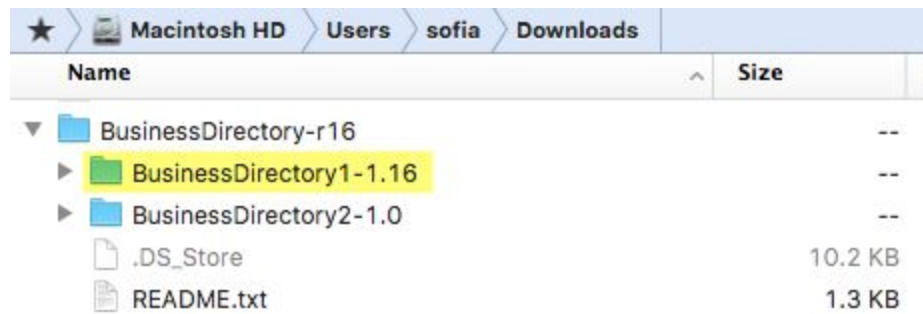 Macintosh HD Users sofia Downloads
Name Size
BusinessDirectory-r16 --
BusinessDirectory1-1.16 --
BusinessDirectory2-1.0 --
.DS_Store 10.2 KB
README.txt 1.3 KB